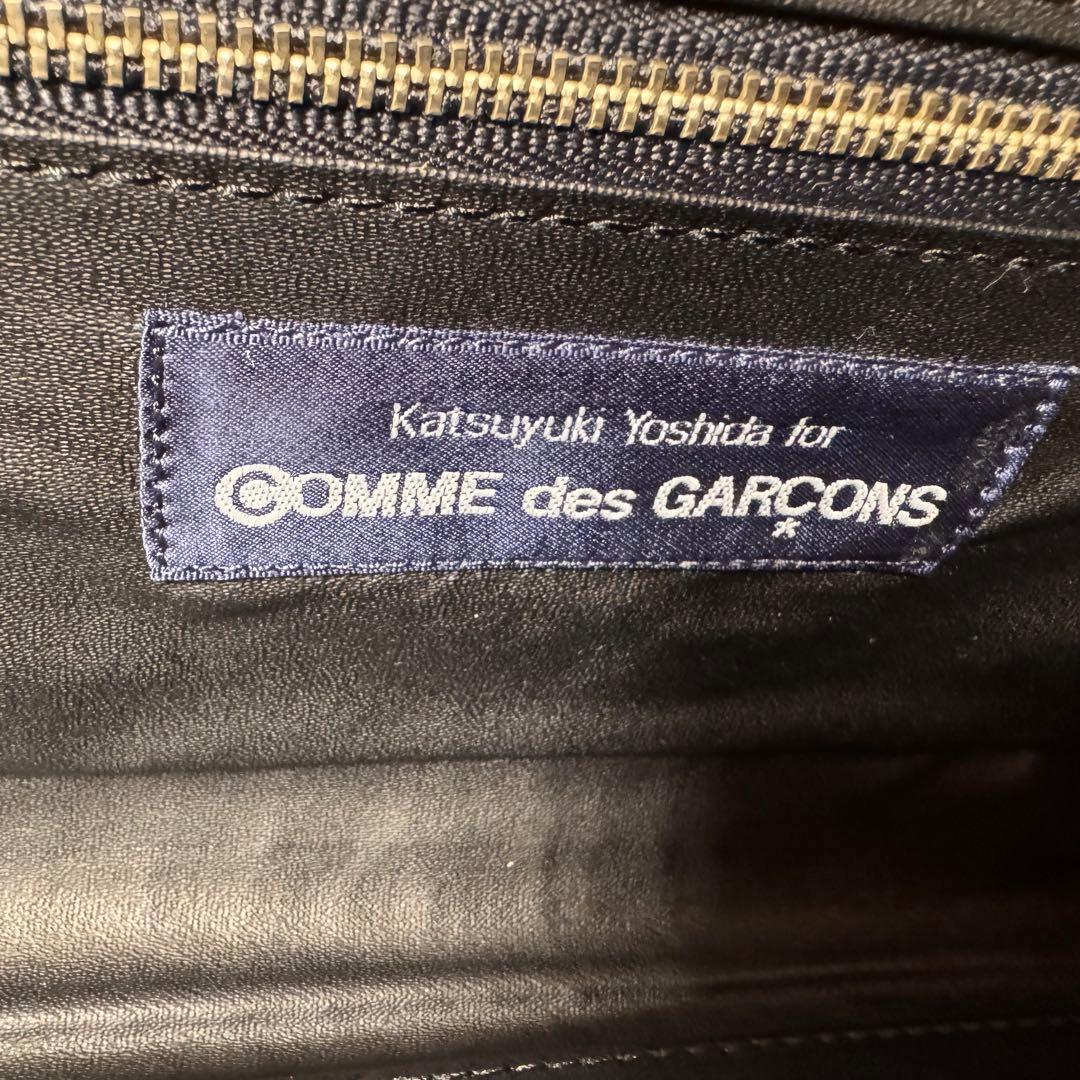 Katsuyuki Yoshida for
COMME des GARÇONS
*